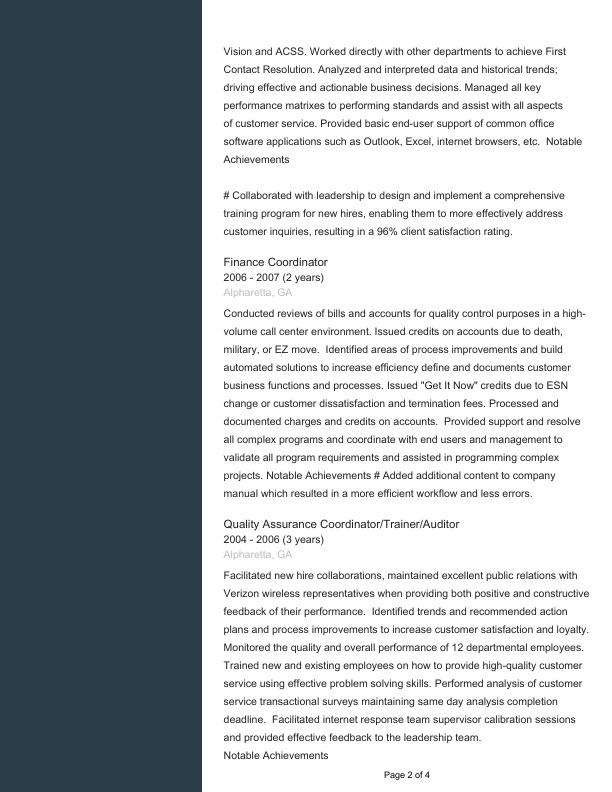 Vision and ACSS. Worked directly with other departments to achieve First
Contact Resolution. Analyzed and interpreted data and historical trends;
driving effective and actionable business decisions. Managed all key
performance matrixes to performing standards and assist with all aspects
of customer service. Provided basic end-user support of common office
software applications such as Outlook, Excel, internet browsers, etc.  Notable
Achievements
# Collaborated with leadership to design and implement a comprehensive
training program for new hires, enabling them to more effectively address
customer inquiries, resulting in a 96% client satisfaction rating.
Finance Coordinator
2006 - 2007 (2 years)
Alpharetta, GA
Conducted reviews of bills and accounts for quality control purposes in a high-
volume call center environment. Issued credits on accounts due to death,
military, or EZ move.  Identified areas of process improvements and build
automated solutions to increase efficiency define and documents customer
business functions and processes. Issued "Get It Now" credits due to ESN
change or customer dissatisfaction and termination fees. Processed and
documented charges and credits on accounts.  Provided support and resolve
all complex programs and coordinate with end users and management to
validate all program requirements and assisted in programming complex
projects. Notable Achievements # Added additional content to company
manual which resulted in a more efficient workflow and less errors.
Quality Assurance Coordinator/Trainer/Auditor
2004 - 2006 (3 years)
Alpharetta, GA
Facilitated new hire collaborations, maintained excellent public relations with
Verizon wireless representatives when providing both positive and constructive
feedback of their performance.  Identified trends and recommended action
plans and process improvements to increase customer satisfaction and loyalty.
Monitored the quality and overall performance of 12 departmental employees.
Trained new and existing employees on how to provide high-quality customer
service using effective problem solving skills. Performed analysis of customer
service transactional surveys maintaining same day analysis completion
deadline.  Facilitated internet response team supervisor calibration sessions
and provided effective feedback to the leadership team.
Notable Achievements
Page 2 of 4